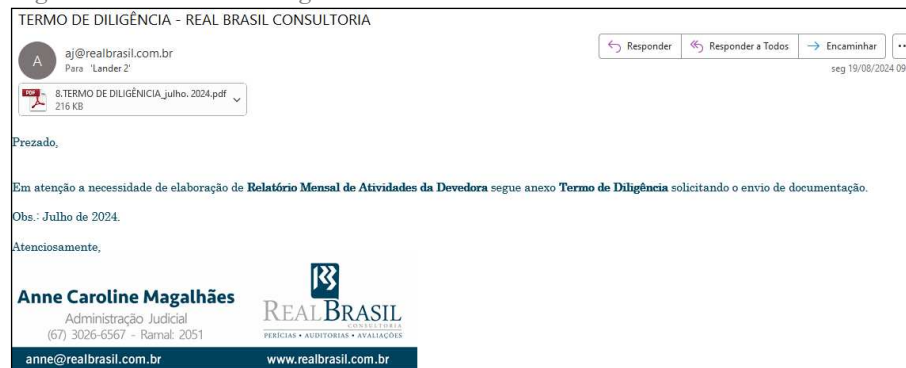 TERMO DE DILIGÊNCIA - REAL BRASIL CONSULTORIA
A
aj@realbrasil.com.br
Para 'Lander 2'
Responder
Responder a Todos
Encaminhar
seg 19/08/2024 09
PDF
8.TERMO DE DILIGÊNICIA_julho. 2024.pdf
216 KB
Prezado,
Em atenção a necessidade de elaboração de Relatório Mensal de Atividades da Devedora segue anexo Termo de Diligência solicitando o envio de documentação.
Obs.: Julho de 2024.
Atenciosamente,
Anne Caroline Magalhães
Administração Judicial
(67) 3026-6567 - Ramal: 2051
REALBRASIL
CONSULTORIA
PERÍCIAS • AUDITORIAS • AVALIAÇÕES
anne@realbrasil.com.br
www.realbrasil.com.br